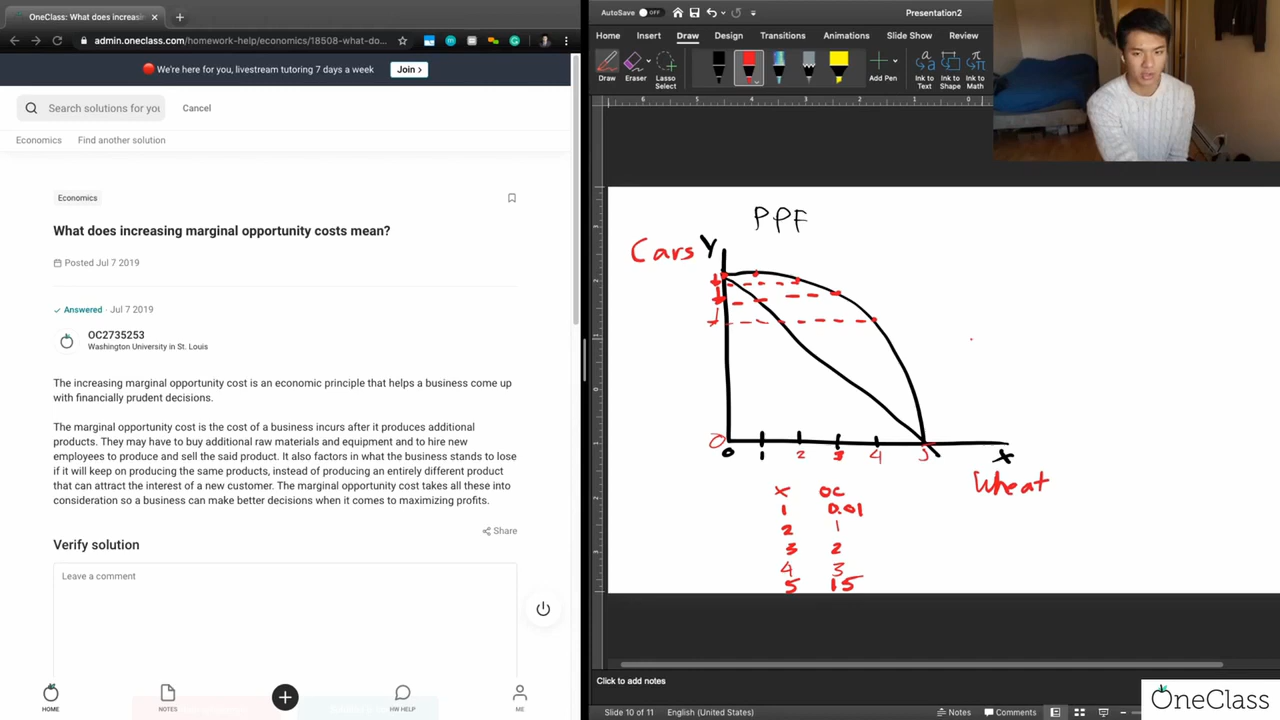 OneClass: What does increas
admin.oneclass.com/homework-help/economics/18508-what-do...
We're here for you, livestream tutoring 7 days a week
Join >
Search solutions for you
Cancel
Economics
Find another solution
Economics
What does increasing marginal opportunity costs mean?
Posted Jul 7 2019
Answered · Jul 7 2019
OC2735253
Washington University in St. Louis
The increasing marginal opportunity cost is an economic principle that helps a business come up
with financially prudent decisions.
The marginal opportunity cost is the cost of a business incurs after it produces additional
products. They may have to buy additional raw materials and equipment and to hire new
employees to produce and sell the said product. It also factors in what the business stands to lose
if it will keep on producing the same products, instead of producing an entirely different product
that can attract the interest of a new customer. The marginal opportunity cost takes all these into
consideration so a business can make better decisions when it comes to maximizing profits.
Share
Verify solution
Leave a comment
HOME
NOTES
HW HELP
ME
AutoSave OFF
Presentation2
Home Insert Draw Design Transitions Animations Slide Show Review
Draw
Eraser
Lasso
Select
Add Pen
Ink to
Text
Ink to
Shape
Ink to
Math
6 5 4 3 2 1 0 1
PPF
Cars Y
0
0 1 2 3 4 5 X
Wheat
X OC
1 0.01
2 1
3 2
4 3
5 15
Click to add notes
Slide 10 of 11 English (United States) Notes Comments
OneClass